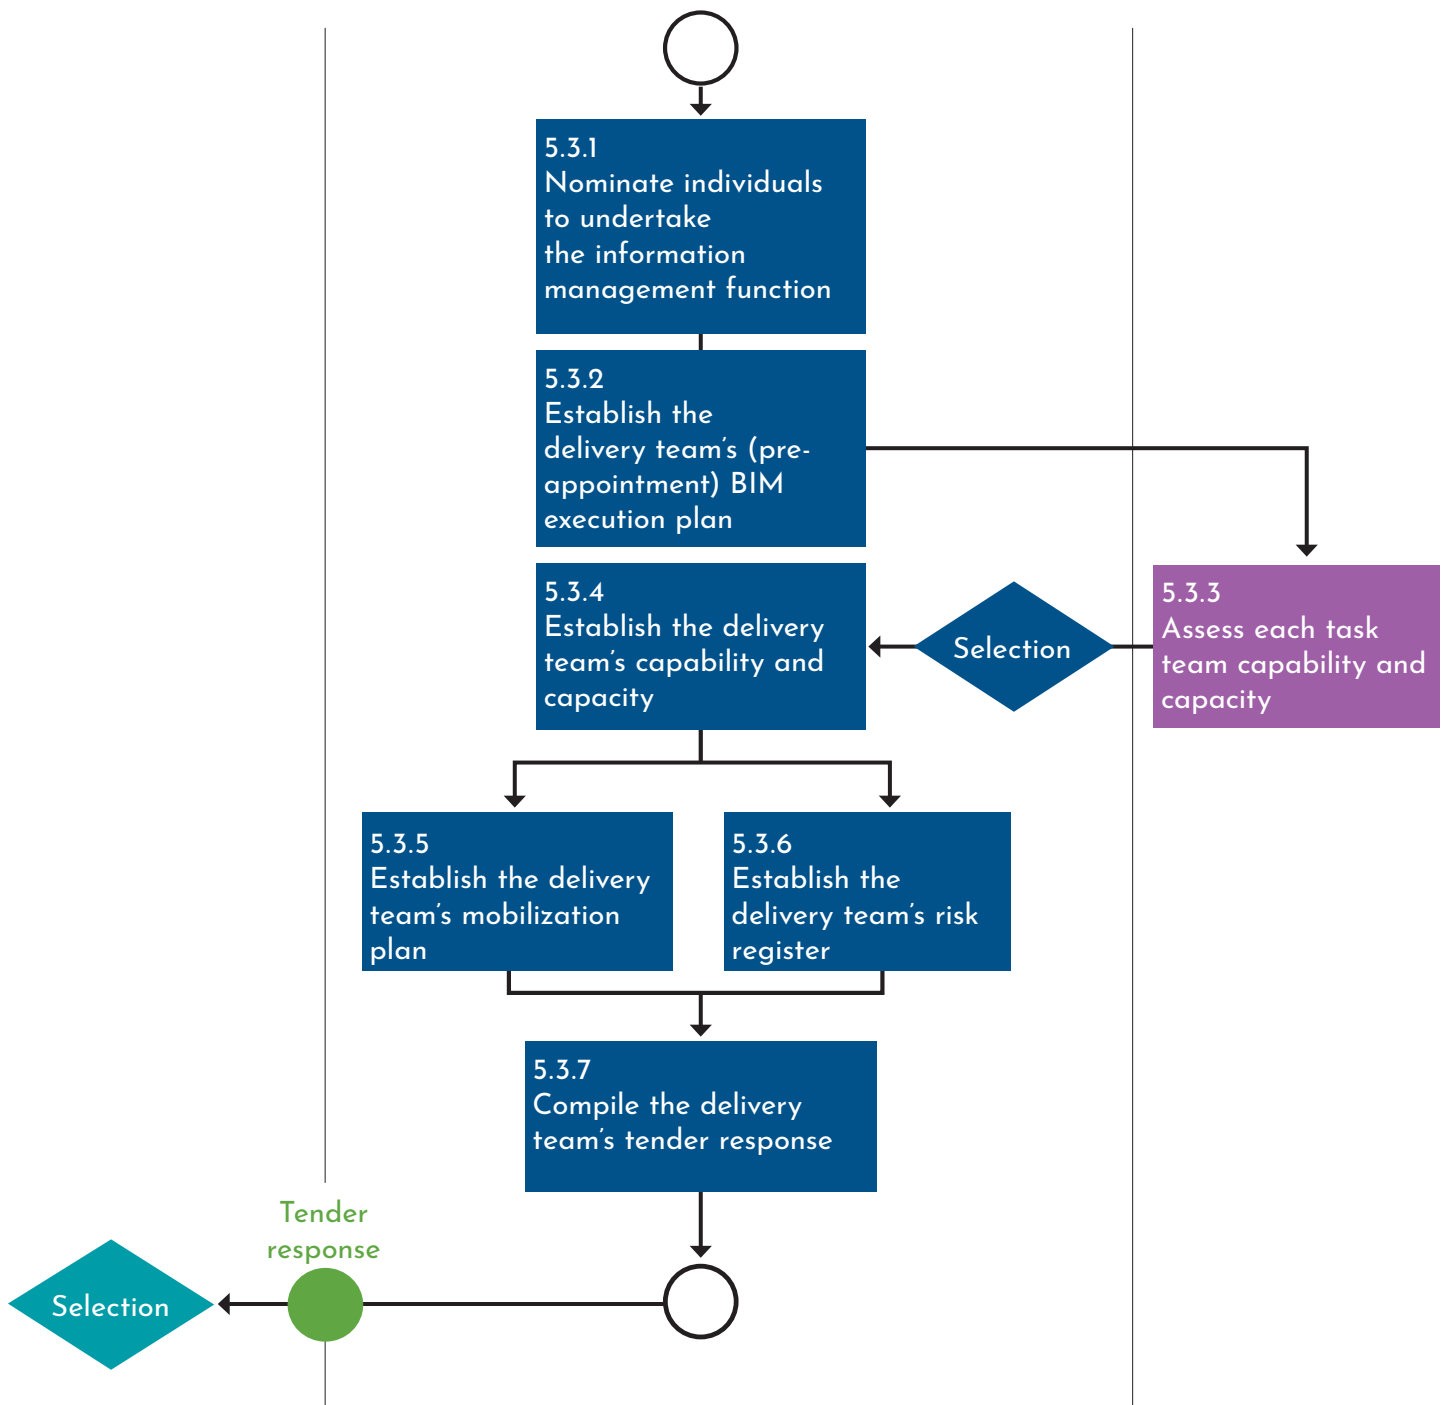 5.3.1
Nominate individuals
to undertake
the information
management function
5.3.2
Establish the
delivery team's (pre-
appointment) BIM
execution plan
5.3.3
Assess each task
team capability and
capacity
Selection
5.3.4
Establish the delivery
team's capability and
capacity
5.3.5
Establish the delivery
team's mobilization
plan
5.3.6
Establish the
delivery team's risk
register
5.3.7
Compile the delivery
team's tender response
Tender
response
Selection